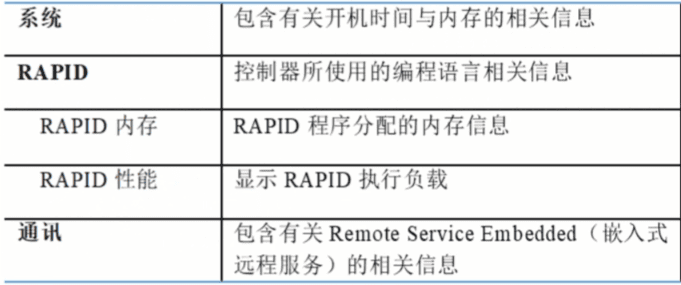 系统 包含有关开机时间与内存的相关信息
RAPID 控制器所使用的编程语言相关信息
RAPID 内存 RAPID 程序分配的内存信息
RAPID 性能 显示 RAPID 执行负载
通讯 包含有关 Remote Service Embedded（嵌入式
远程服务）的相关信息